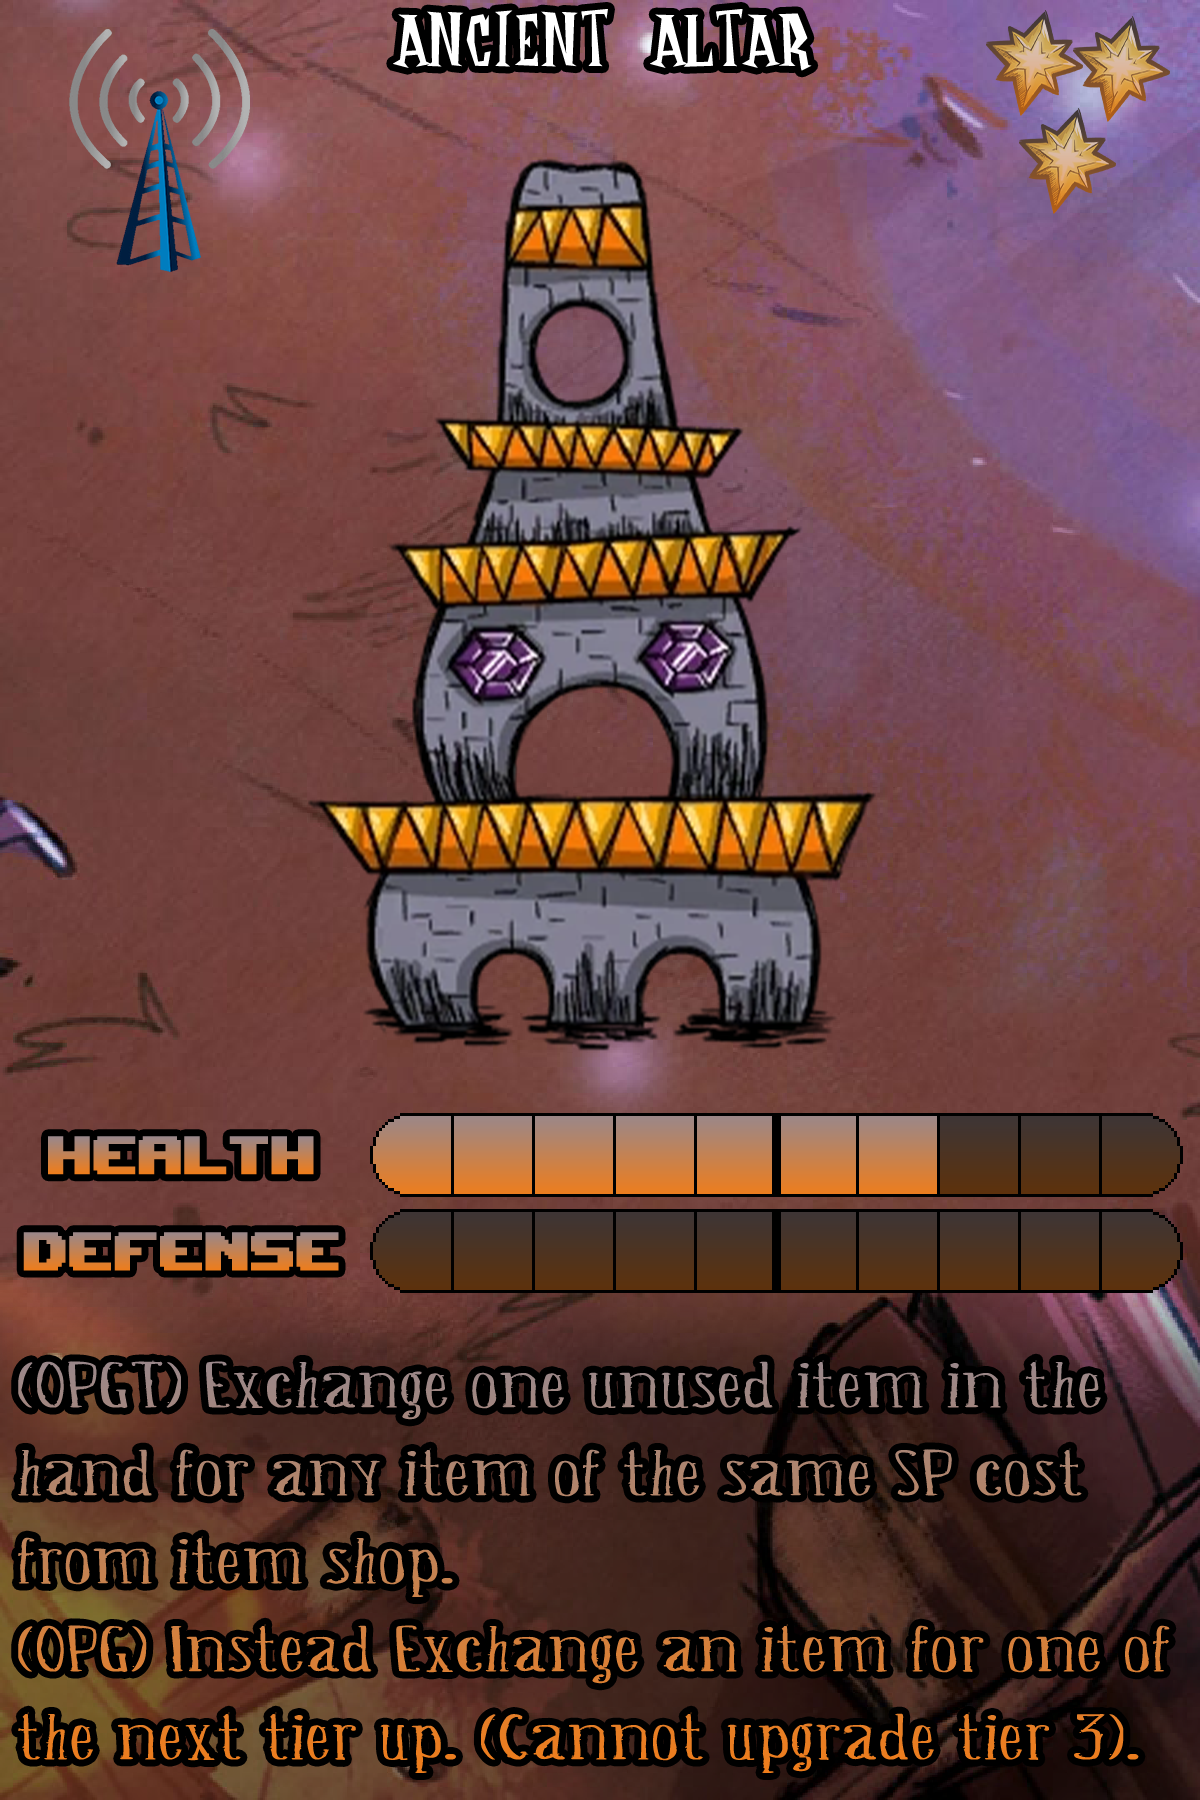 ANCIENT ALTAR
HEALTH
DEFENSE
(OPGT) Exchange one unused item in the
hand for any item of the same SP cost
from item shop.
(OPG) Instead Exchange an item for one of
the next tier up. (Cannot upgrade tier 3).